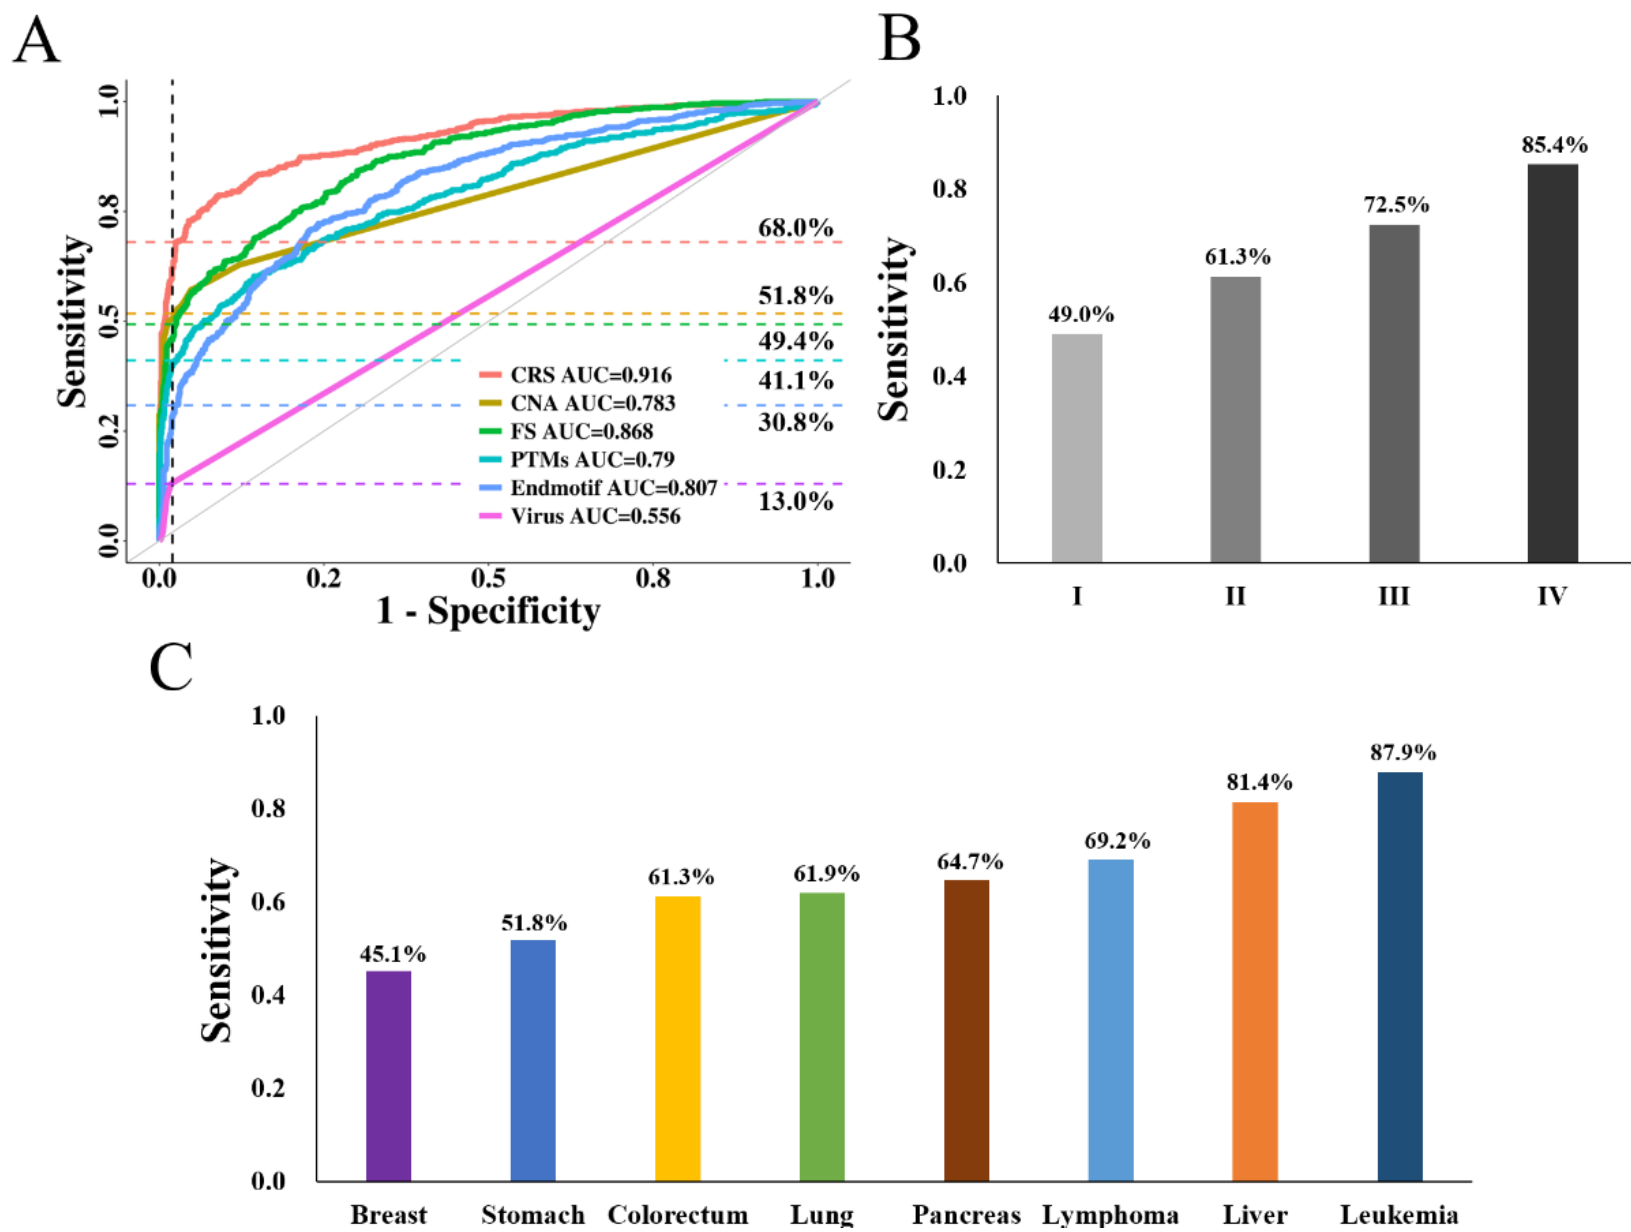 A
Sensitivity
1.0
0.8
0.5
0.2
0.0
68.0%
51.8%
49.4%
41.1%
30.8%
13.0%
CRS AUC=0.916
CNA AUC=0.783
FS AUC=0.868
PTMs AUC=0.79
Endmotif AUC=0.807
Virus AUC=0.556
0.0 0.2 0.5 0.8 1.0
1 - Specificity
B
Sensitivity
1.0
0.8
0.6
0.4
0.2
0.0
49.0%
61.3%
72.5%
85.4%
I II III IV
C
Sensitivity
1.0
0.8
0.6
0.4
0.2
0.0
45.1%
51.8%
61.3%
61.9%
64.7%
69.2%
81.4%
87.9%
Breast Stomach Colorectum Lung Pancreas Lymphoma Liver Leukemia